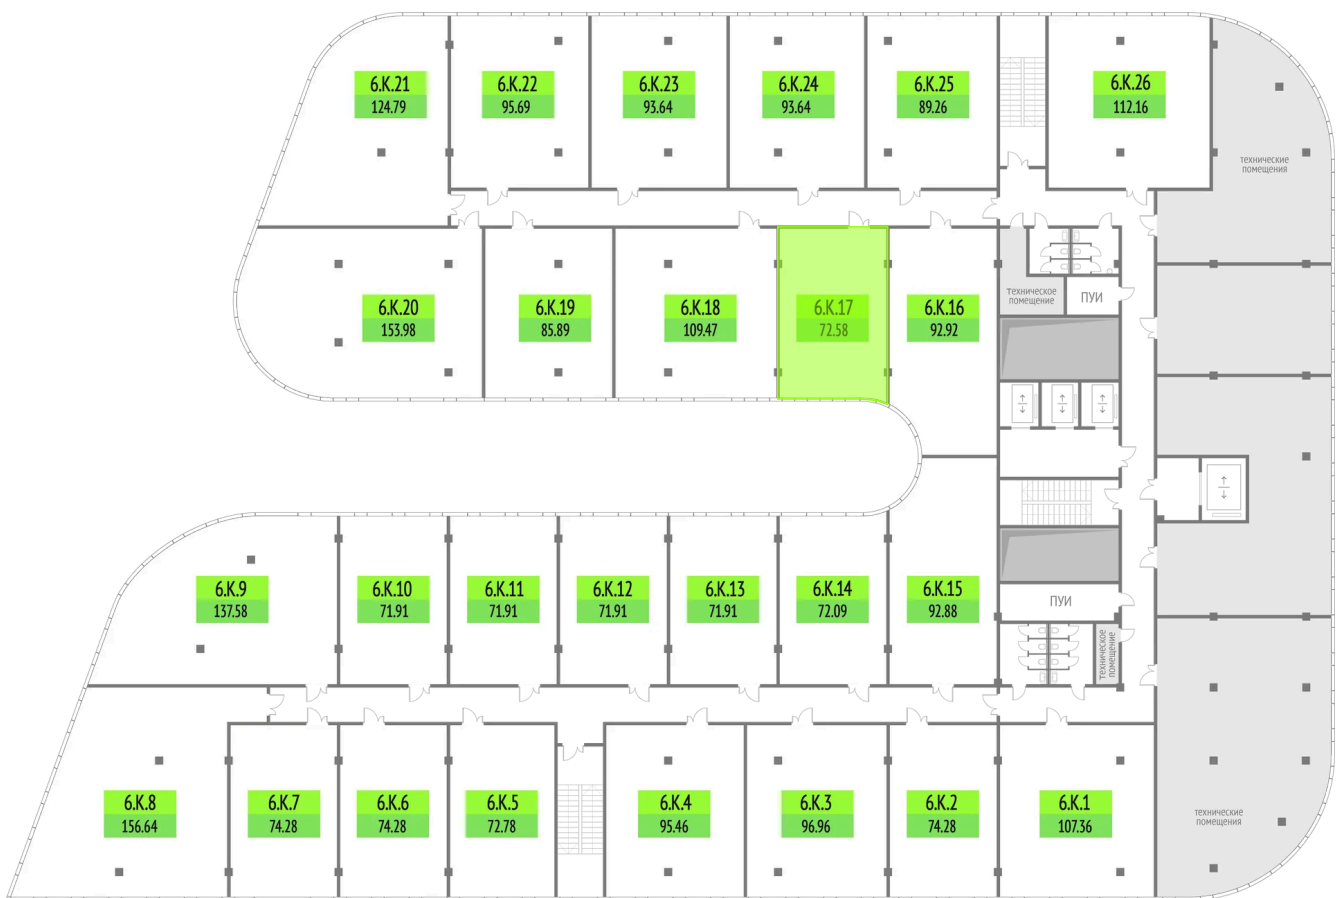 6.К.21
124.79
6.К.22
95.69
6.К.23
93.64
6.К.24
93.64
6.К.25
89.26
6.К.26
112.16
технические
помещения
6.К.20
153.98
6.К.19
85.89
6.К.18
109.47
6.К.17
72.58
6.К.16
92.92
техническое
помещение
ПУИ
6.К.9
137.58
6.К.10
71.91
6.К.11
71.91
6.К.12
71.91
6.К.13
71.91
6.К.14
72.09
6.К.15
92.88
ПУИ
техническое
помещение
6.К.8
156.64
6.К.7
74.28
6.К.6
74.28
6.К.5
72.78
6.К.4
95.46
6.К.3
96.96
6.К.2
74.28
6.К.1
107.36
технические
помещения